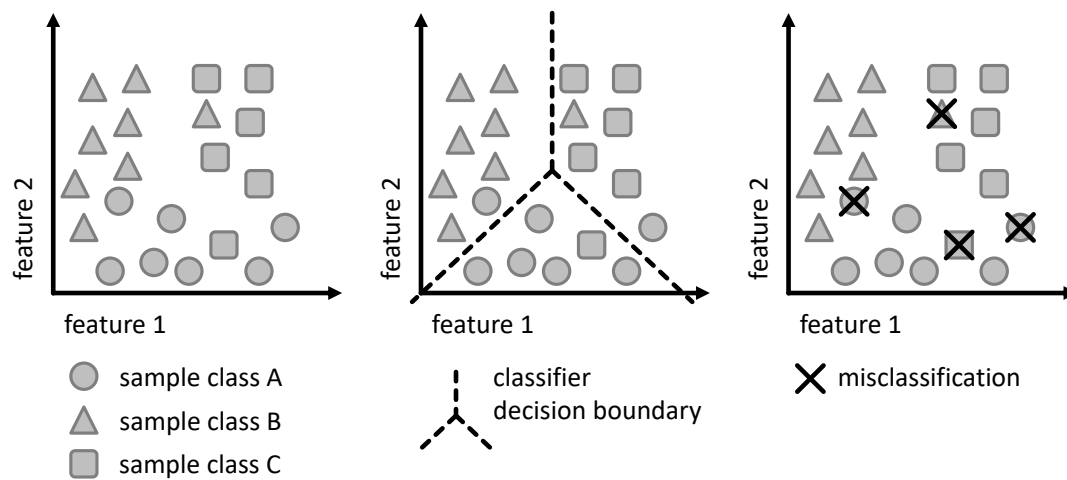 feature 2
feature 1
feature 2
feature 1
feature 2
feature 1
sample class A
sample class B
sample class C
classifier
decision boundary
misclassification